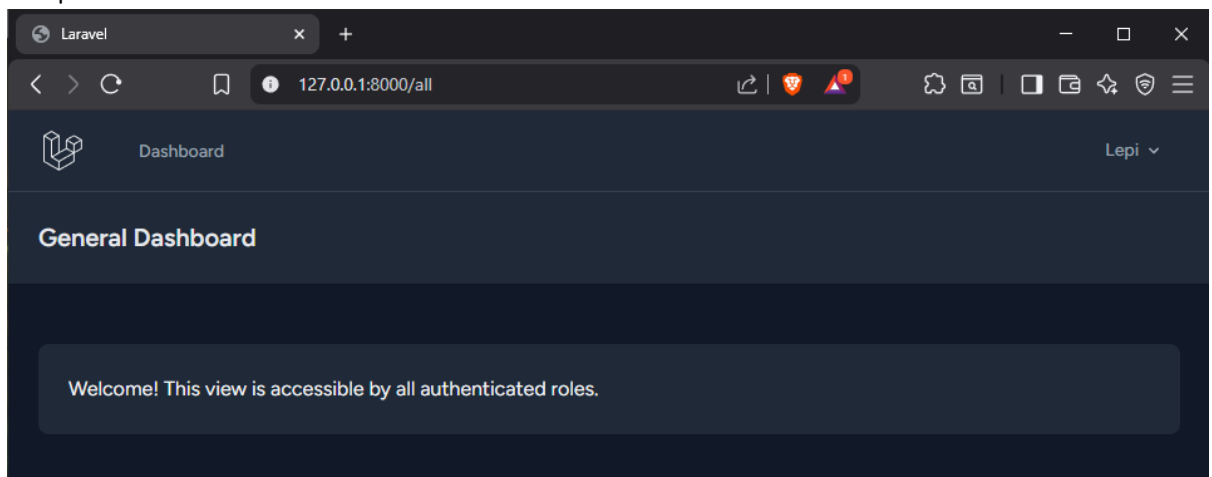 Laravel
127.0.0.1:8000/all
1
Dashboard
Lepi
General Dashboard
Welcome! This view is accessible by all authenticated roles.